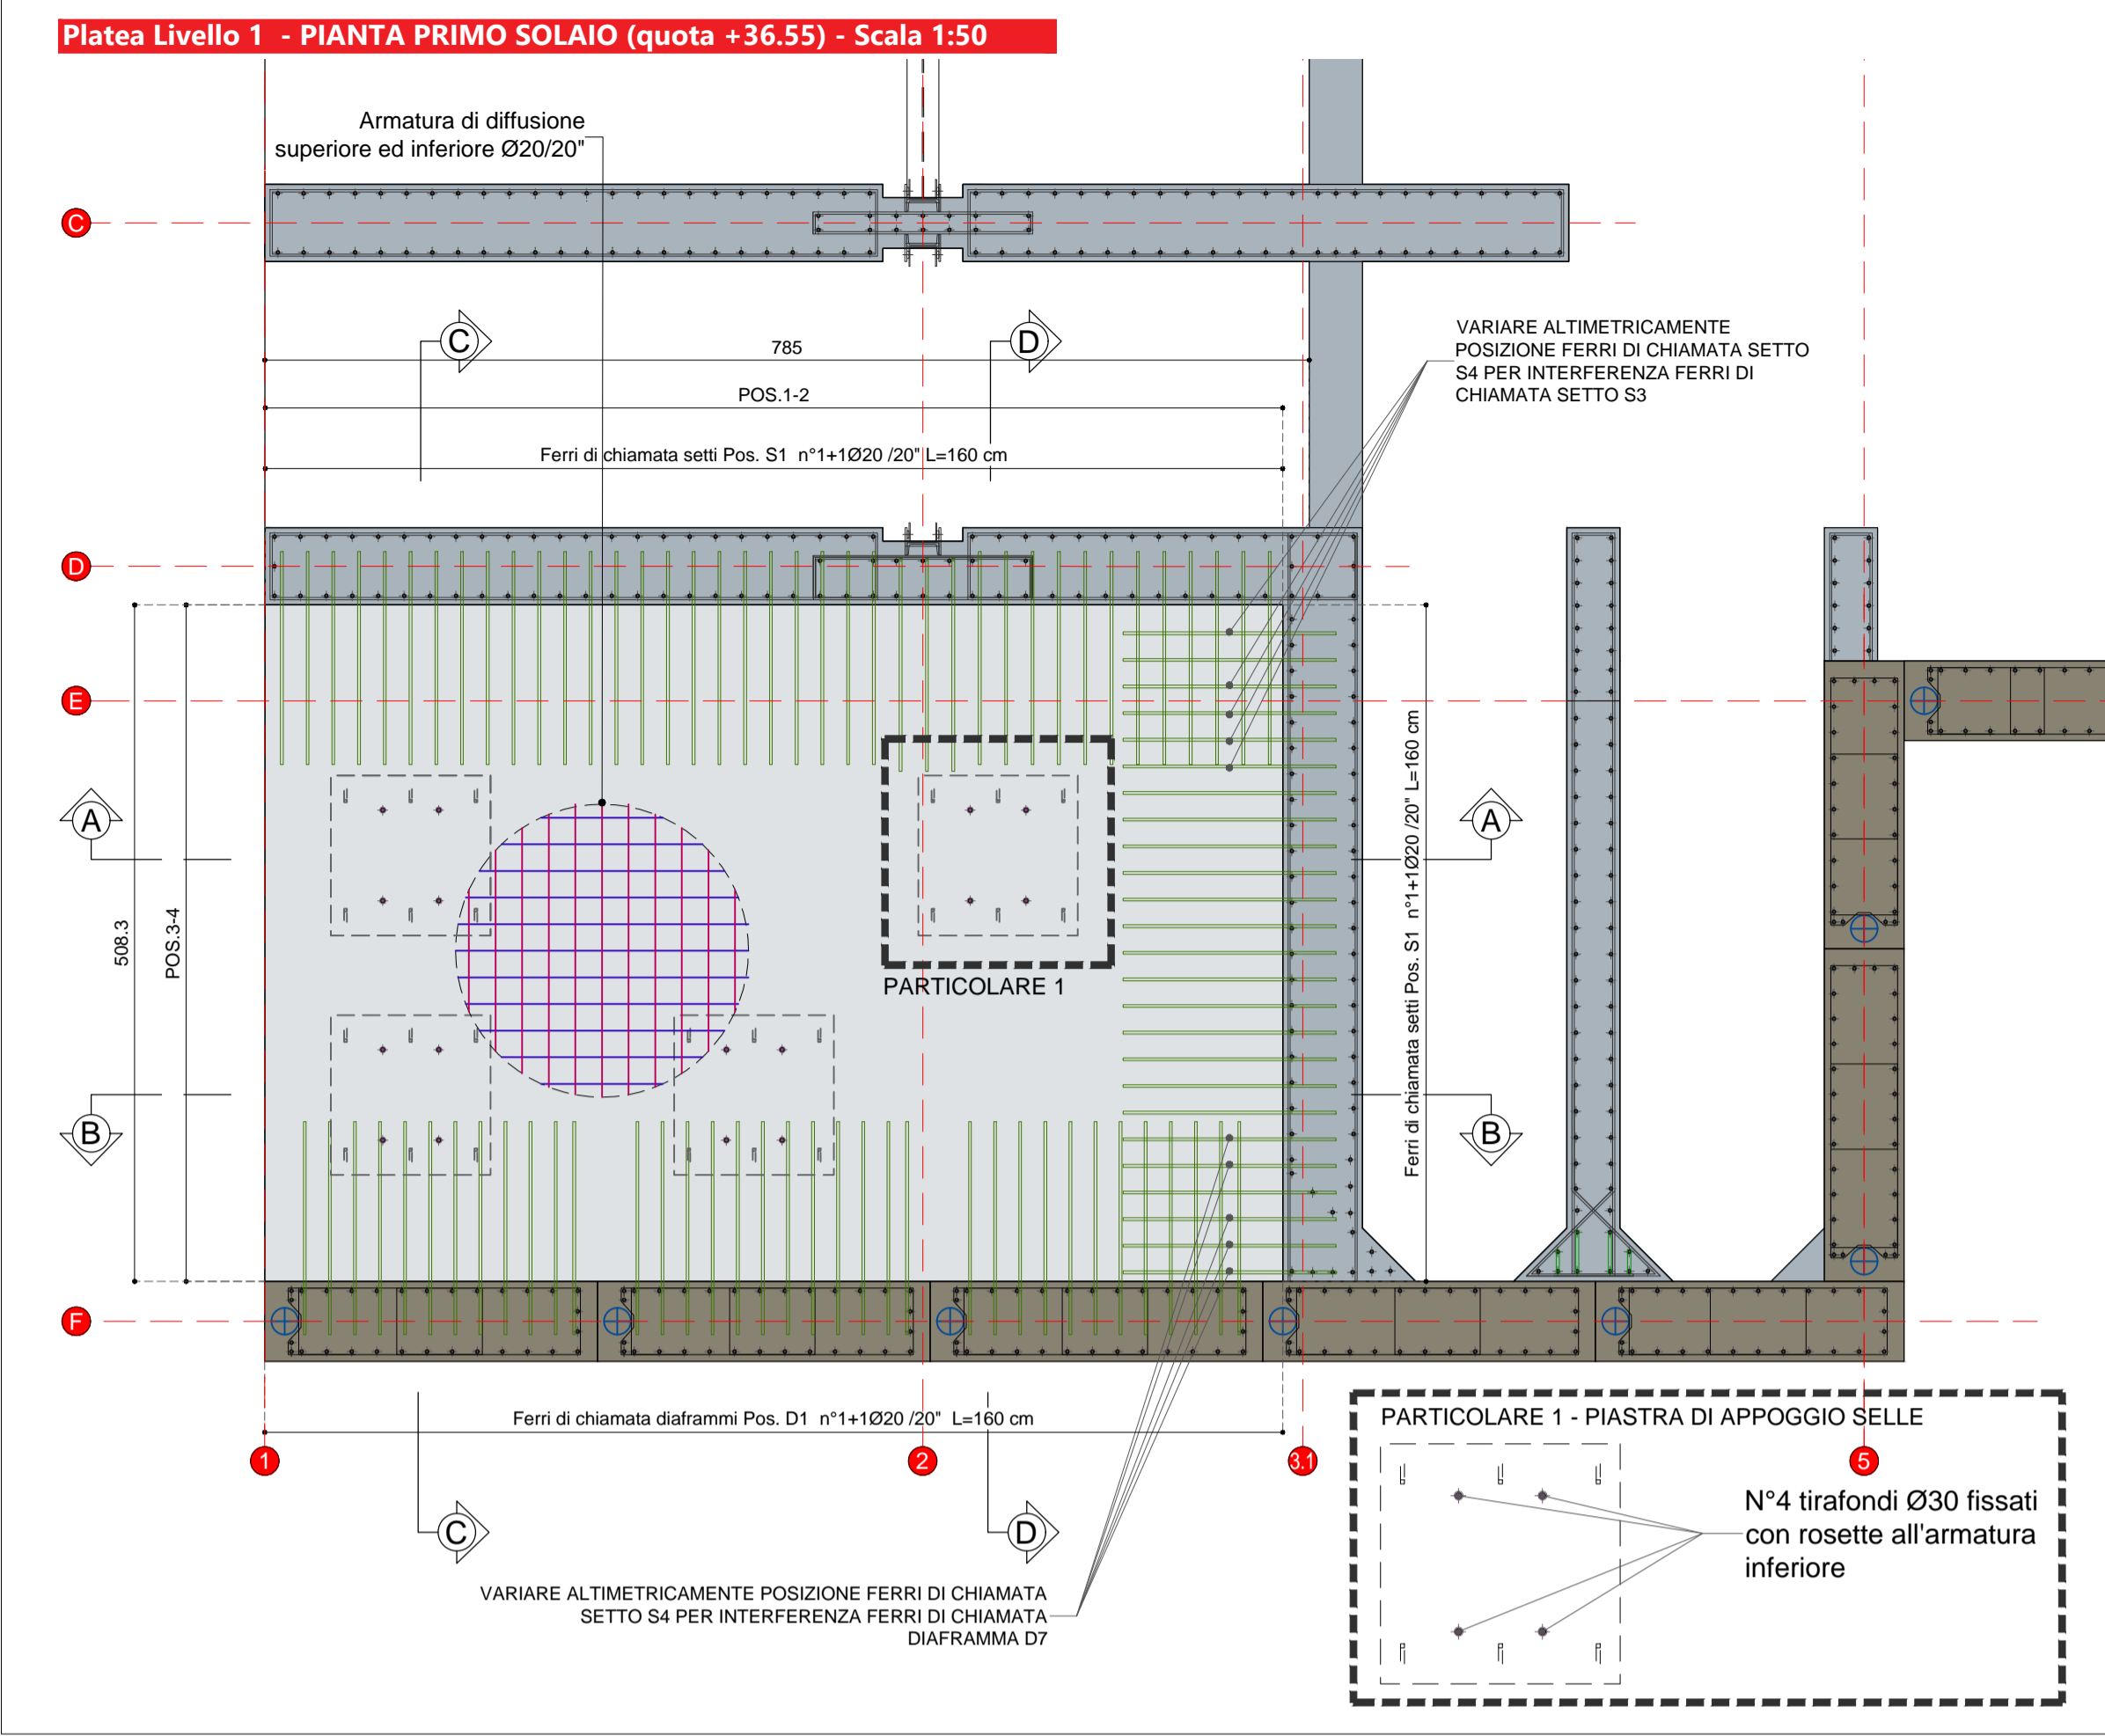 Platea Livello 1 - PIANTA PRIMO SOLAIO (quota +36.55) - Scala 1:50
Armatura di diffusione
superiore ed inferiore Ø20/20"
C
C
D
785
POS.1-2
Ferri di chiamata setti Pos. S1 n°1+1Ø20 /20" L=160 cm
VARIARE ALTIMETRICAMENTE
POSIZIONE FERRI DI CHIAMATA SETTO
S4 PER INTERFERENZA FERRI DI
CHIAMATA SETTO S3
D
E
A
A
508.3
POS.3-4
PARTICOLARE 1
Ferri di chiamata setti Pos. S1 n°1+1Ø20 /20" L=160 cm
B
B
F
Ferri di chiamata diaframmi Pos. D1 n°1+1Ø20 /20" L=160 cm
1
2
3.1
5
C
D
VARIARE ALTIMETRICAMENTE POSIZIONE FERRI DI CHIAMATA
SETTO S4 PER INTERFERENZA FERRI DI CHIAMATA
DIAFRAMMA D7
PARTICOLARE 1 - PIASTRA DI APPOGGIO SELLE
N°4 tirafondi Ø30 fissati
con rosette all'armatura
inferiore